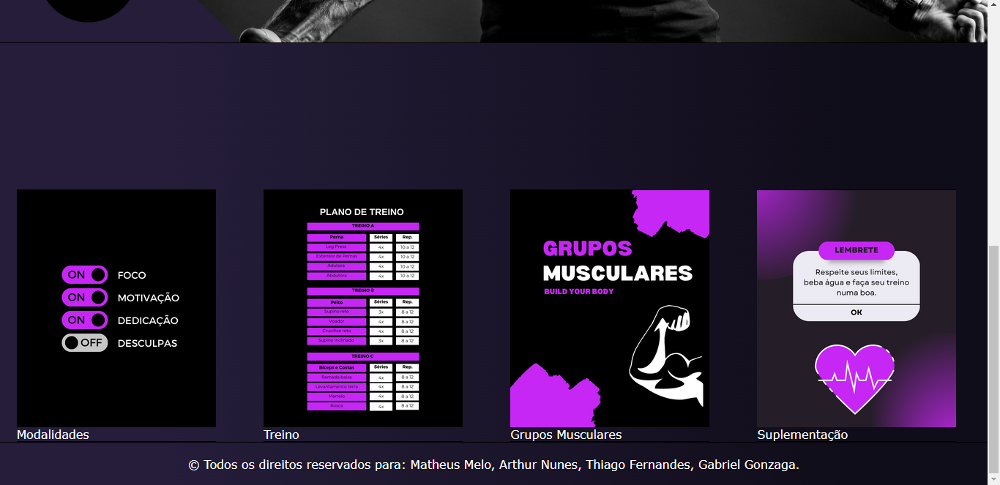 ON FOCO
ON MOTIVAÇÃO
ON DEDICAÇÃO
OFF DESCULPAS
Modalidades
PLANO DE TREINO
TREINO A
Perna Séries Rep.
Leg Press 4x 10 a 12
Extensor de Pernas 4x 10 a 12
Adutora 4x 10 a 12
Abdutora 4x 10 a 12
TREINO B
Peito Séries Rep.
Supino reto 3x 8 a 12
Voador 4x 8 a 12
Crucifixo reto 4x 8 a 12
Supino inclinado 3x 8 a 12
TREINO C
Bíceps e Costas Séries Rep.
Remada baixa 4x 8 a 12
Levantamento terra 4x 8 a 12
Martelo 4x 8 a 12
Rosca 4x 8 a 12
Treino
GRUPOS
MUSCULARES
BUILD YOUR BODY
Grupos Musculares
LEMBRETE
Respeite seus limites,
beba água e faça seu treino
numa boa.
OK
Suplementação
© Todos os direitos reservados para: Matheus Melo, Arthur Nunes, Thiago Fernandes, Gabriel Gonzaga.